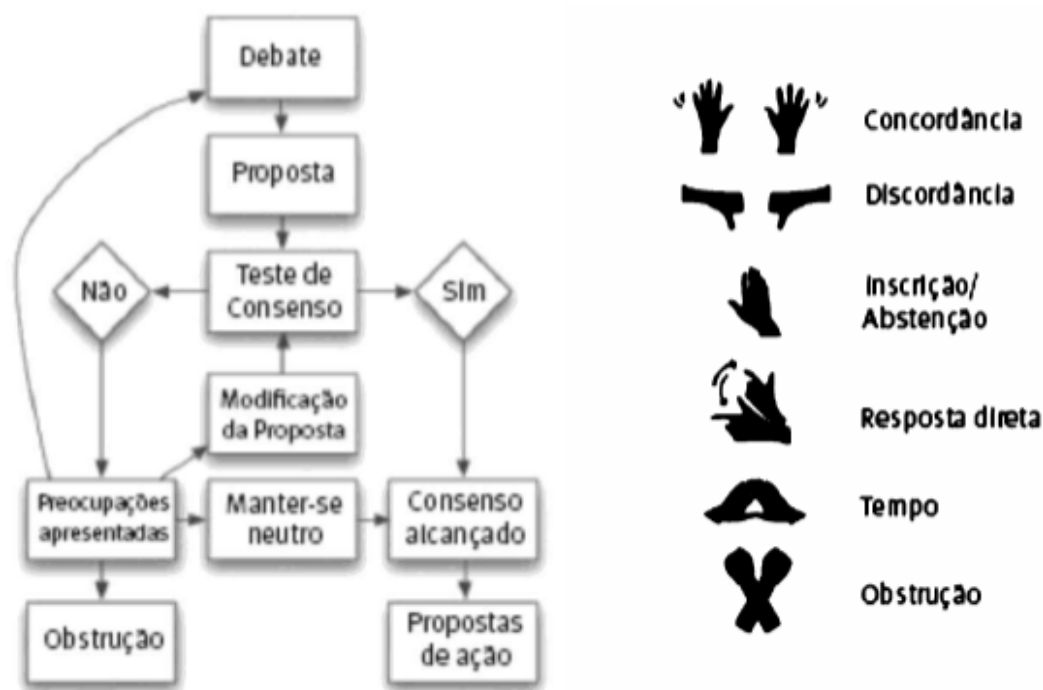 Debate
Proposta
Teste de
Consenso
Não
Sim
Modificação
da Proposta
Preocupações
apresentadas
Manter-se
neutro
Consenso
alcançado
Obstrução
Propostas
de ação
Concordância
Discordância
Inscrição/
Abstenção
Resposta direta
Tempo
Obstrução